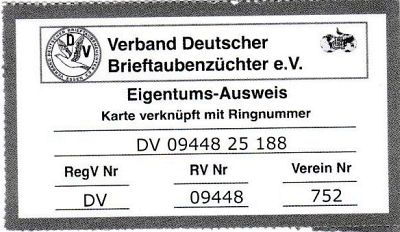 Verband Deutscher
Brieftaubenzüchter e.V.
DV
Eigentums-Ausweis
Karte verknüpft mit Ringnummer
DV 09448 25 188
RegV Nr RV Nr Verein Nr
DV 09448 752